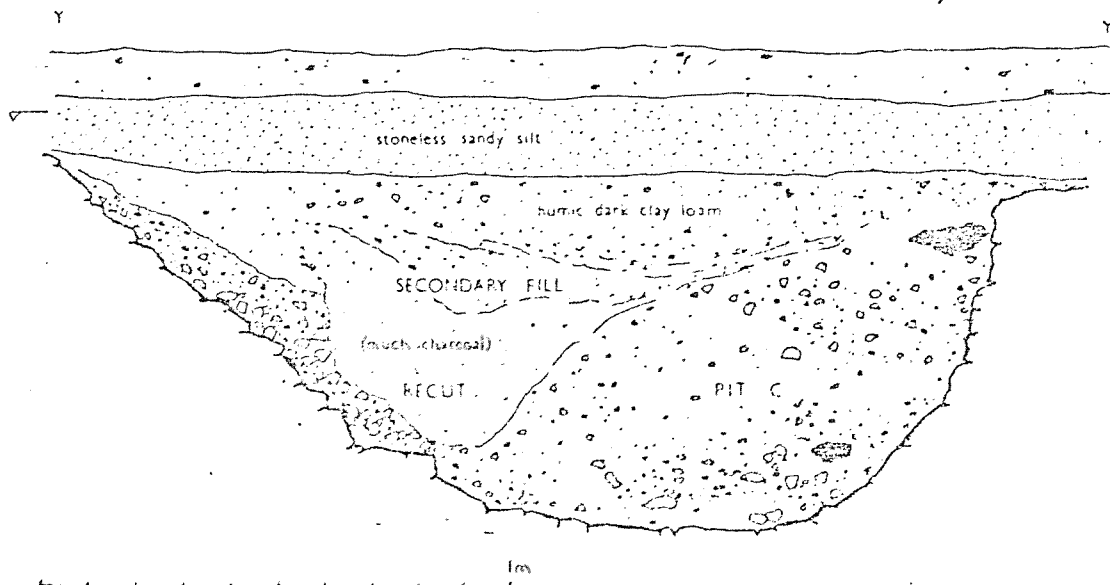 Y Y
stoneless sandy silt
humic dark clay loam
SECONDARY FILL
(much charcoal)
RECUT PIT C
1m